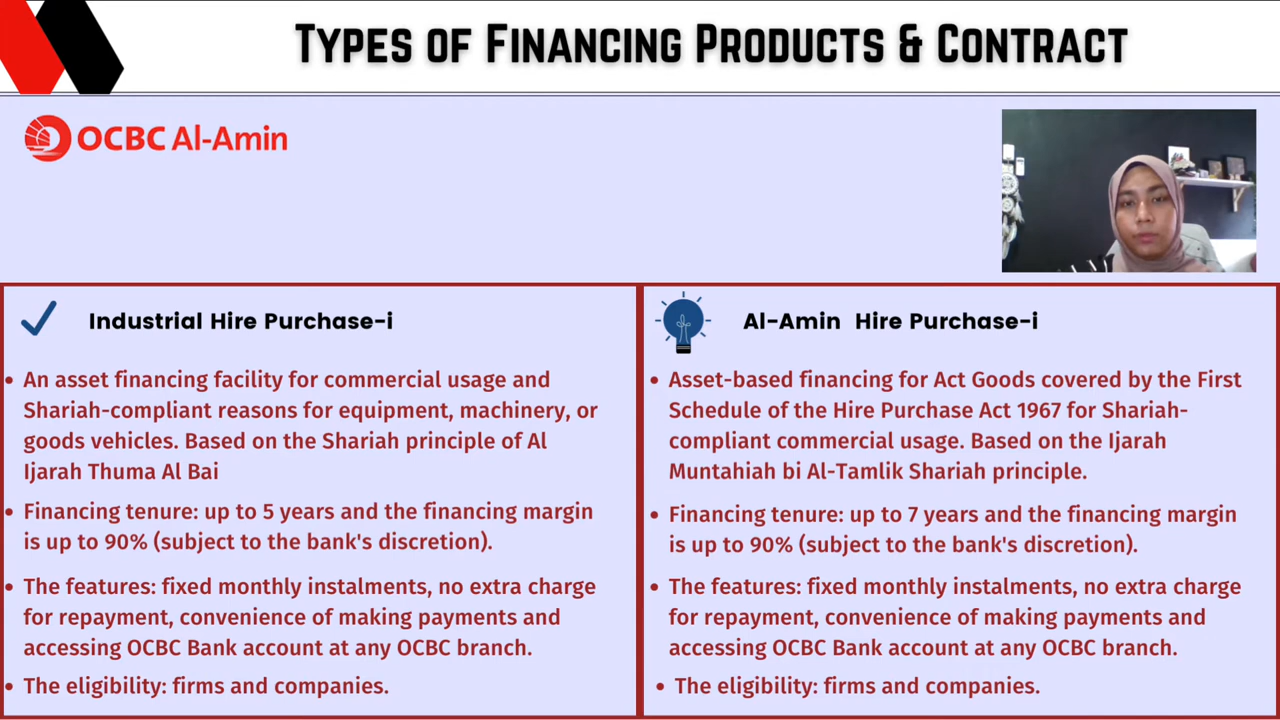 TYPES OF FINANCING PRODUCTS & CONTRACT
OCBC Al-Amin
Industrial Hire Purchase-i
• An asset financing facility for commercial usage and
Shariah-compliant reasons for equipment, machinery, or
goods vehicles. Based on the Shariah principle of Al
Ijarah Thuma Al Bai
• Financing tenure: up to 5 years and the financing margin
is up to 90% (subject to the bank's discretion).
• The features: fixed monthly instalments, no extra charge
for repayment, convenience of making payments and
accessing OCBC Bank account at any OCBC branch.
• The eligibility: firms and companies.
Al-Amin Hire Purchase-i
• Asset-based financing for Act Goods covered by the First
Schedule of the Hire Purchase Act 1967 for Shariah-
compliant commercial usage. Based on the Ijarah
Muntahiah bi Al-Tamlik Shariah principle.
• Financing tenure: up to 7 years and the financing margin
is up to 90% (subject to the bank's discretion).
• The features: fixed monthly instalments, no extra charge
for repayment, convenience of making payments and
accessing OCBC Bank account at any OCBC branch.
• The eligibility: firms and companies.